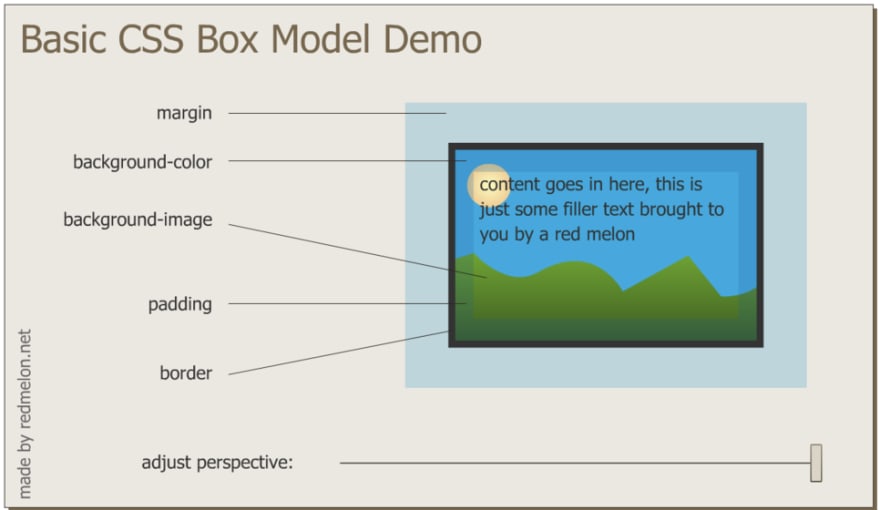 Basic CSS Box Model Demo
margin
background-color
background-image
padding
border
content goes in here, this is
just some filler text brought to
you by a red melon
adjust perspective:
made by redmelon.net